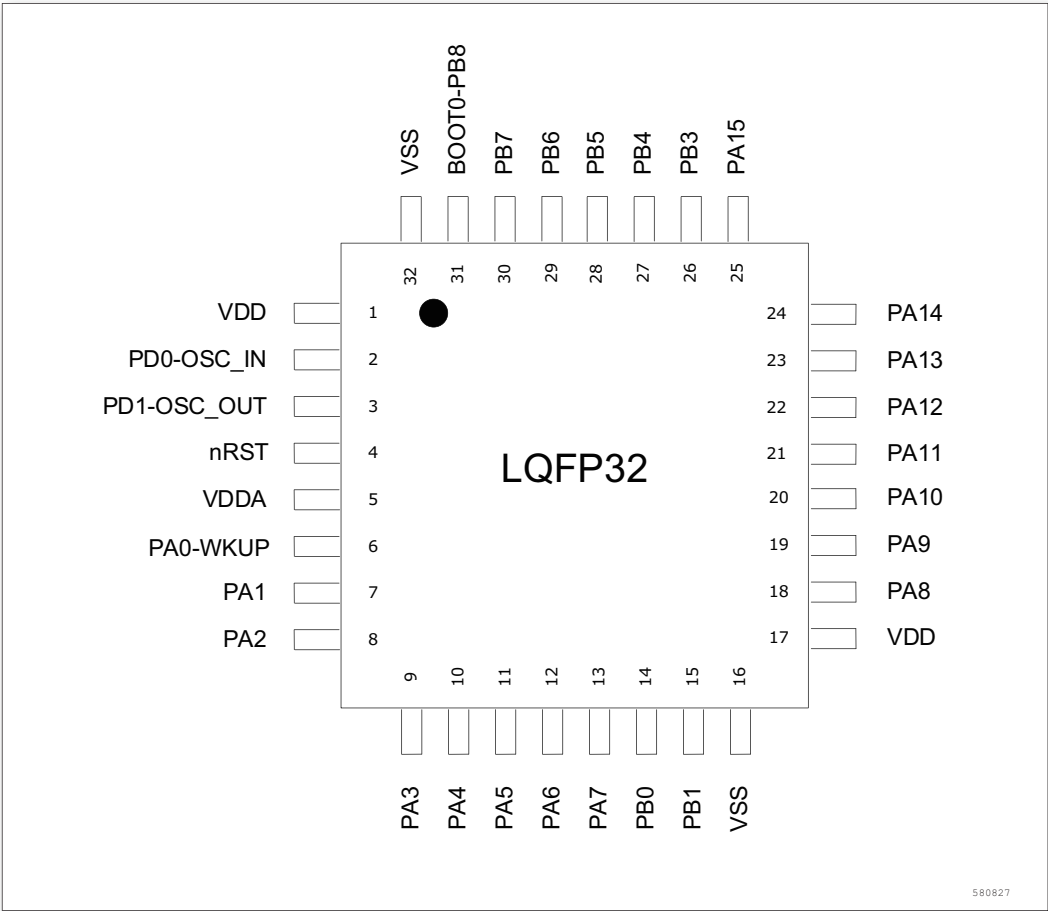 VSS
BOOT0-PB8
PB7
PB6
PB5
PB4
PB3
PA15
32
31
30
29
28
27
26
25
VDD 1
PD0-OSC_IN 2
PD1-OSC_OUT 3
nRST 4
VDDA 5
PA0-WKUP 6
PA1 7
PA2 8
LQFP32
24 PA14
23 PA13
22 PA12
21 PA11
20 PA10
19 PA9
18 PA8
17 VDD
9
10
11
12
13
14
15
16
PA3
PA4
PA5
PA6
PA7
PB0
PB1
VSS
580827